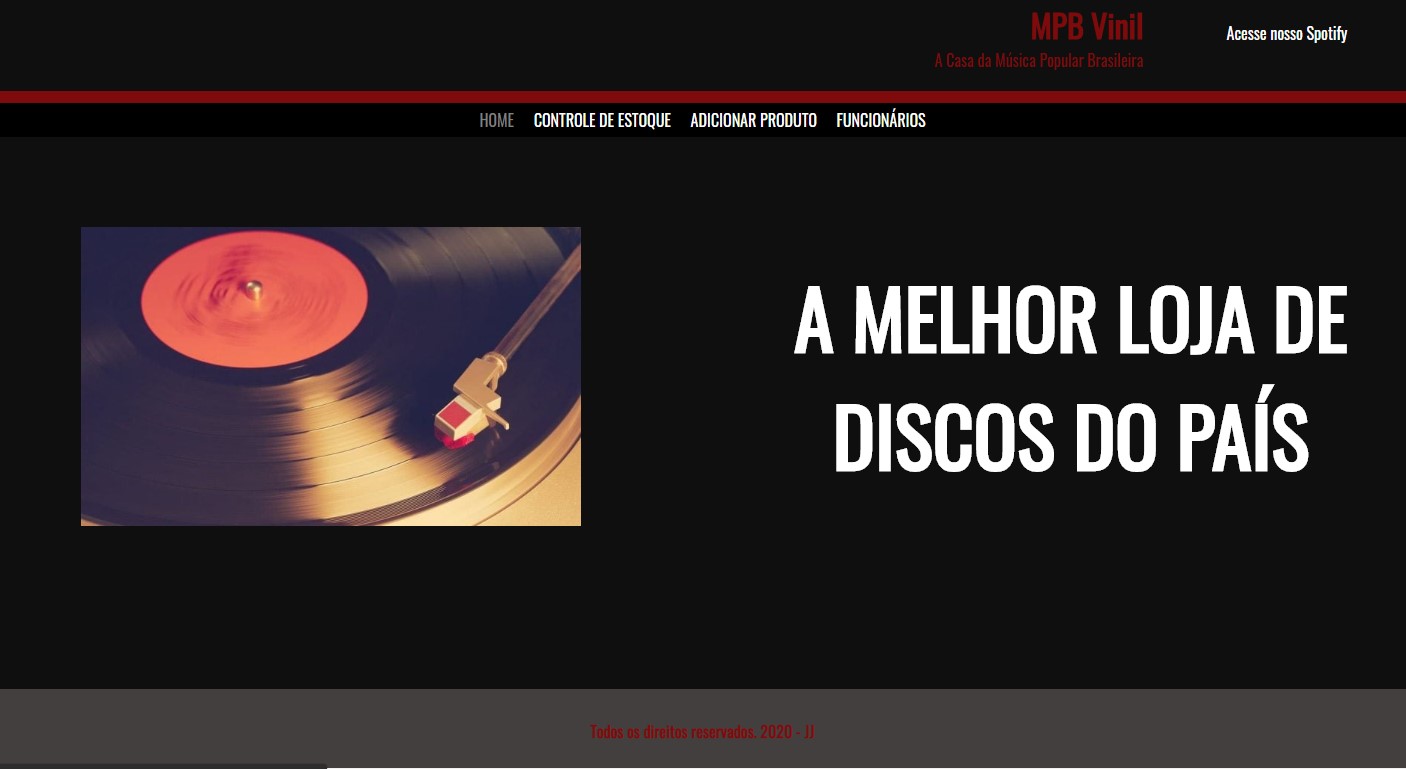 MPB Vinil
A Casa da Música Popular Brasileira
Acesse nosso Spotify
HOME CONTROLE DE ESTOQUE ADICIONAR PRODUTO FUNCIONÁRIOS
A MELHOR LOJA DE
DISCOS DO PAÍS
Todos os direitos reservados. 2020 - JJ